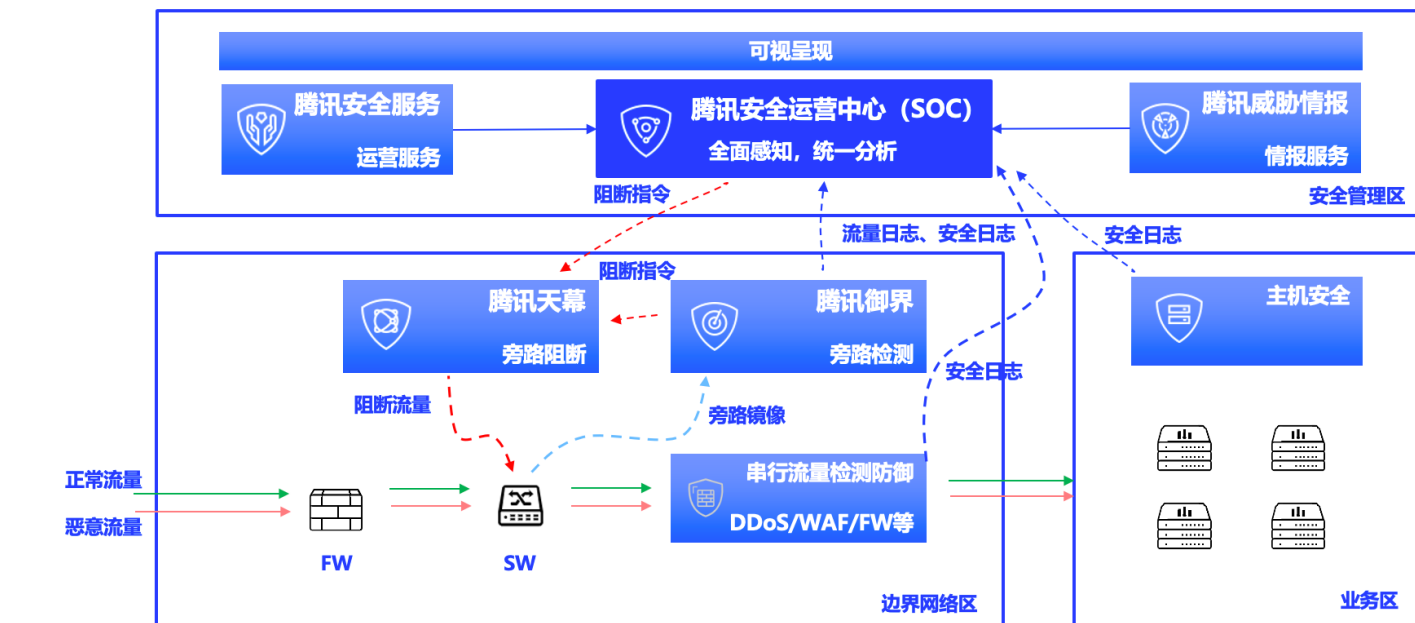 可视呈现
腾讯安全服务
运营服务
腾讯安全运营中心（SOC）
全面感知，统一分析
腾讯威胁情报
情报服务
阻断指令
安全管理区
流量日志、安全日志
安全日志
阻断指令
腾讯天幕
旁路阻断
腾讯御界
旁路检测
主机安全
安全日志
阻断流量
旁路镜像
正常流量
恶意流量
串行流量检测防御
DDoS/WAF/FW等
FW
SW
边界网络区
业务区